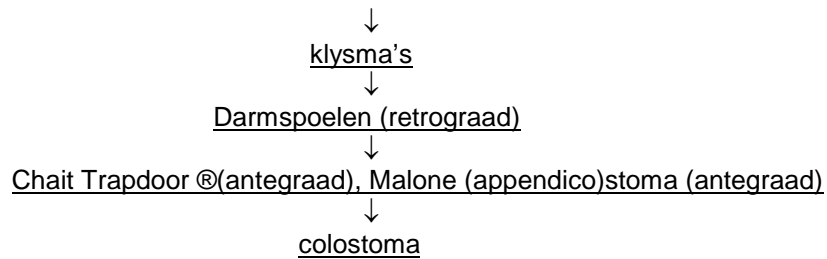 ↓
klysma's
↓
Darmspoelen (retrograad)
↓
Chait Trapdoor ®(antegraad), Malone (appendico)stoma (antegraad)
↓
colostoma